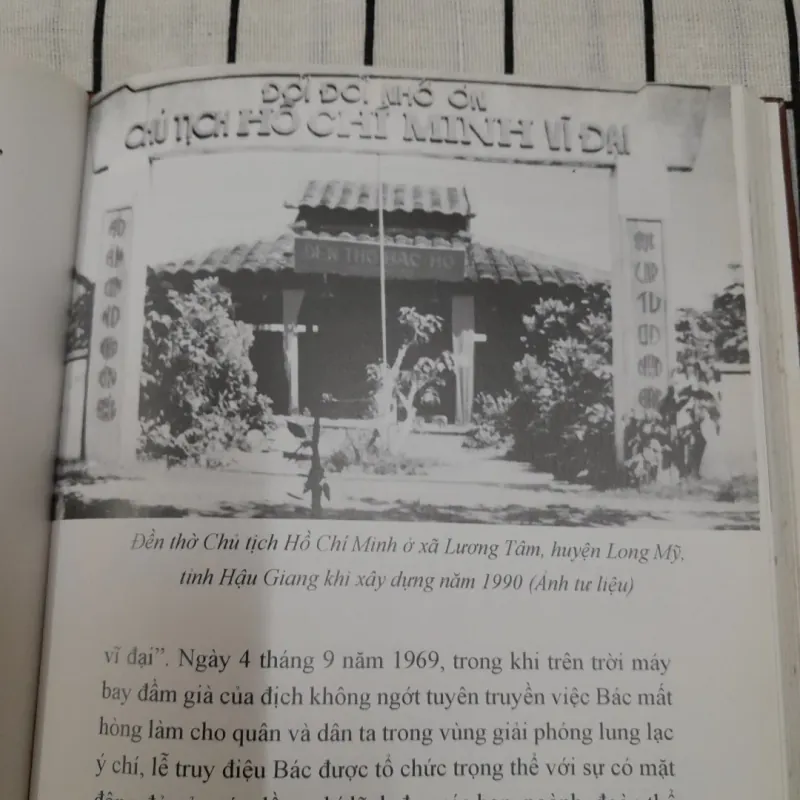 ĐỜI ĐỜI NHỚ ƠN
CHỦ TỊCH HỒ CHÍ MINH VĨ ĐẠI
ĐỀN THỜ BÁC HỒ
Đền thờ Chủ tịch Hồ Chí Minh ở xã Lương Tâm, huyện Long Mỹ,
tỉnh Hậu Giang khi xây dựng năm 1990 (Ảnh tư liệu)
vĩ đại”. Ngày 4 tháng 9 năm 1969, trong khi trên trời máy
bay đầm già của địch không ngớt tuyên truyền việc Bác mất
hòng làm cho quân và dân ta trong vùng giải phóng lung lạc
ý chí, lễ truy điệu Bác được tổ chức trọng thể với sự có mặt